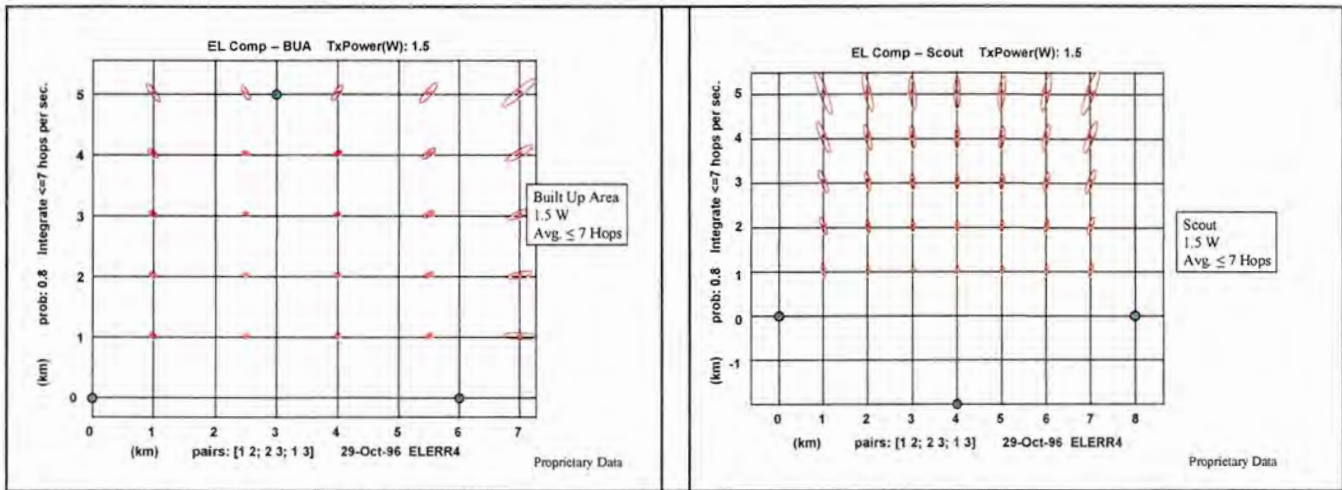 EL Comp – BUA TxPower(W): 1.5
(km) prob: 0.8 Integrate <=7 hops per sec.
5
4
3
2
1
0
0 1 2 3 4 5 6 7
(km) pairs: [1 2; 2 3; 1 3] 29-Oct-96 ELERR4
Built Up Area
1.5 W
Avg. ≤ 7 Hops
Proprietary Data
EL Comp – Scout TxPower(W): 1.5
(km) prob: 0.8 Integrate <=7 hops per sec.
5
4
3
2
1
0
-1
0 1 2 3 4 5 6 7 8
(km) pairs: [1 2; 2 3; 1 3] 29-Oct-96 ELERR4
Scout
1.5 W
Avg. ≤ 7 Hops
Proprietary Data